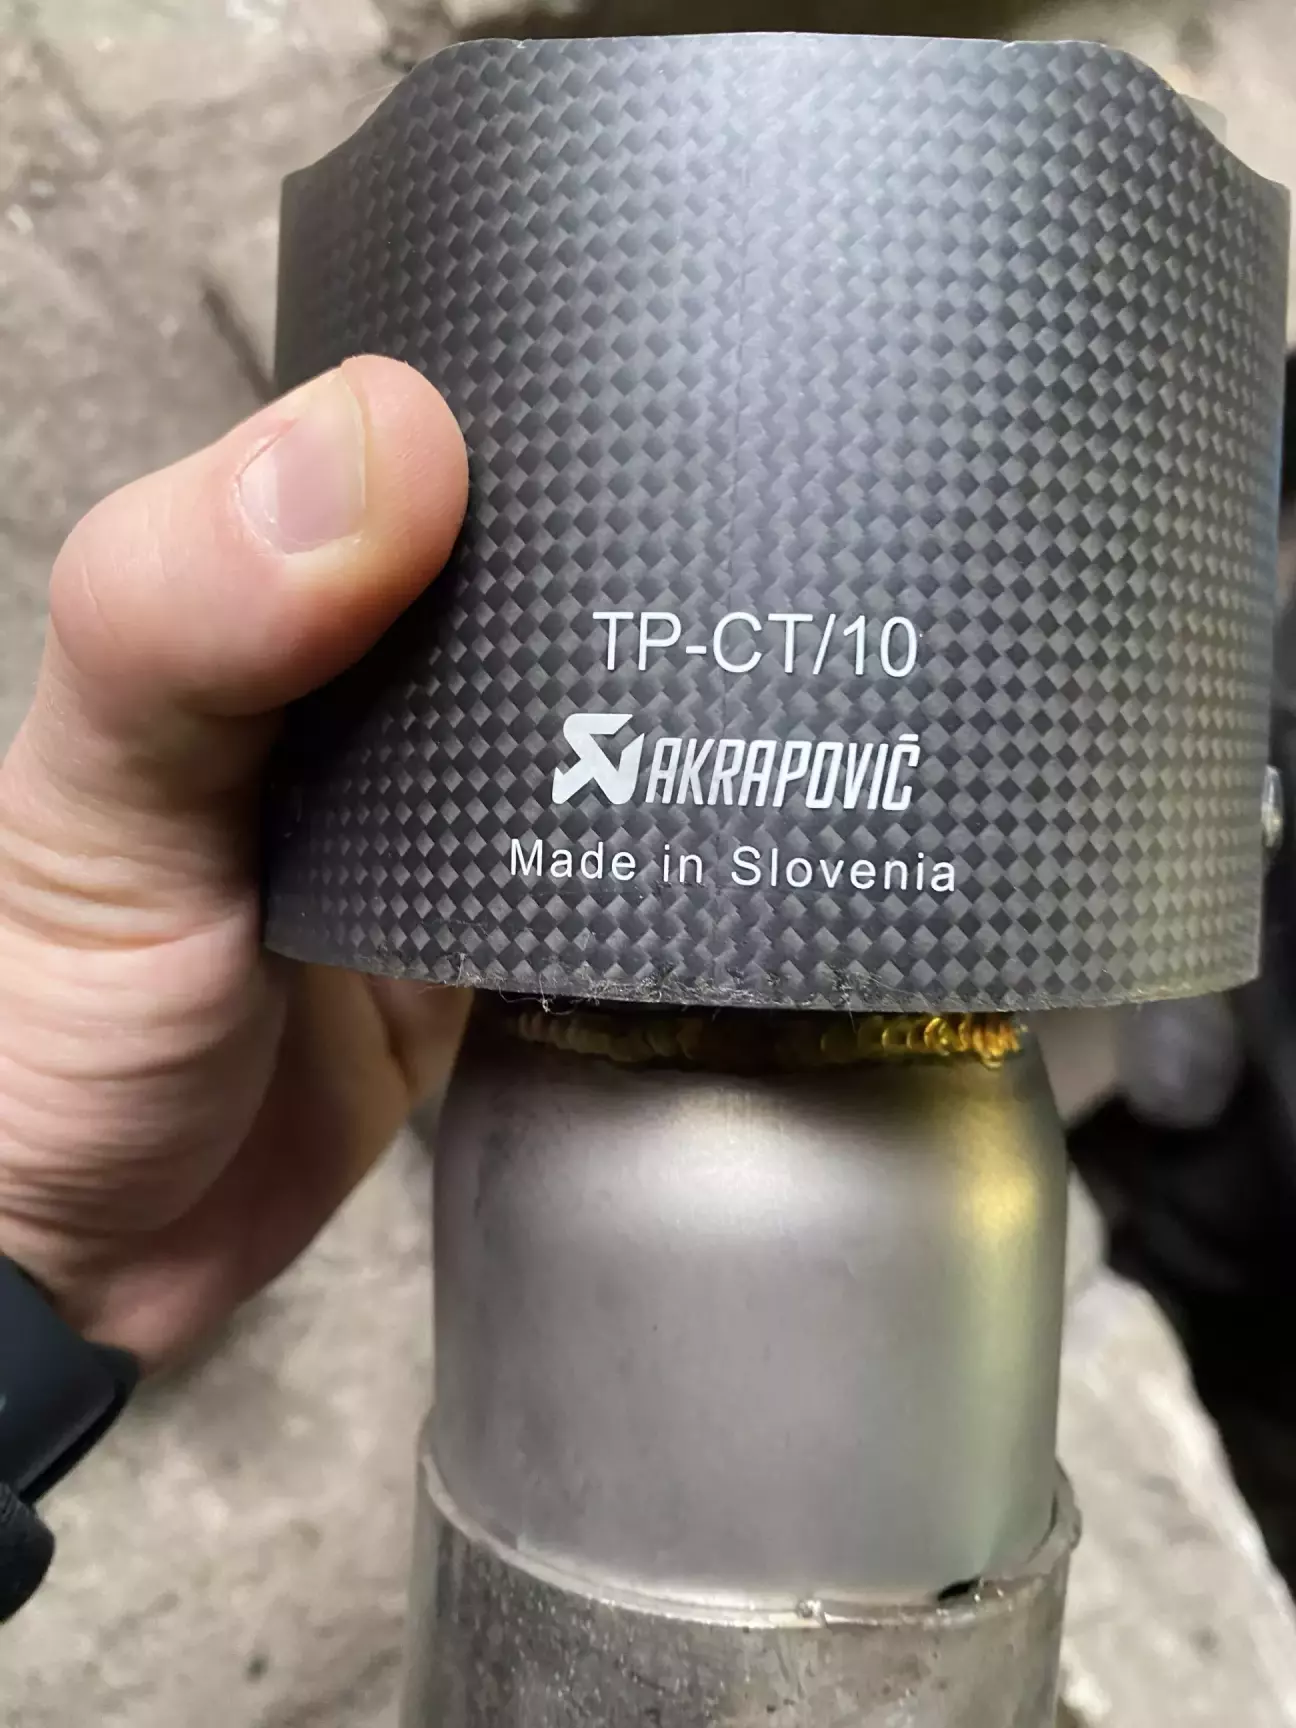 TP-CT/10
AKRAPOVIČ
Made in Slovenia